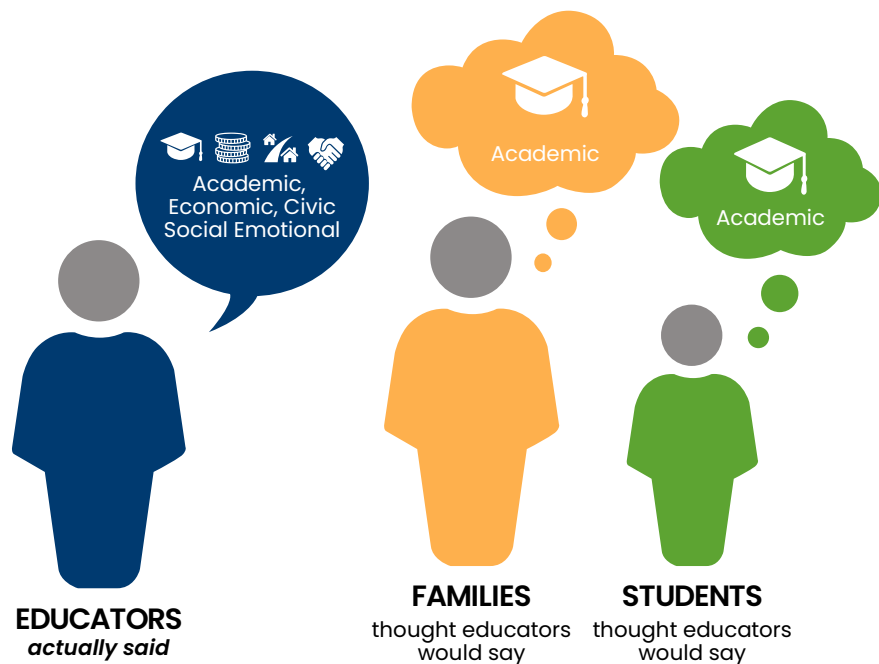 Academic,
Economic, Civic
Social Emotional
Academic
Academic
EDUCATORS
actually said
FAMILIES
thought educators
would say
STUDENTS
thought educators
would say